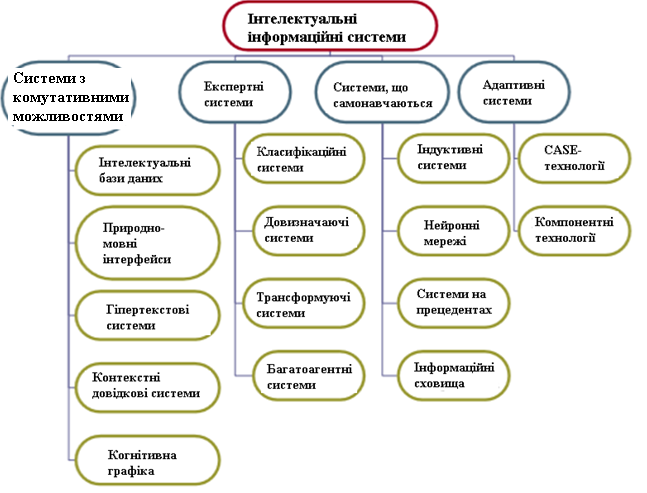 Інтелектуальні
інформаційні системи
Системи з
комутативними
можливостями
Експертні
системи
Системи, що
самонавчаються
Адаптивні
системи
Інтелектуальні
бази даних
Природно-
мовні
інтерфейси
Гіпертекстові
системи
Контекстні
довідкові системи
Когнітивна
графіка
Класифікаційні
системи
Довизначаючі
системи
Трансформуючі
системи
Багатоагентні
системи
Індуктивні
системи
Нейронні
мережі
Системи на
прецедентах
Інформаційні
сховища
CASE-
технології
Компонентні
технології